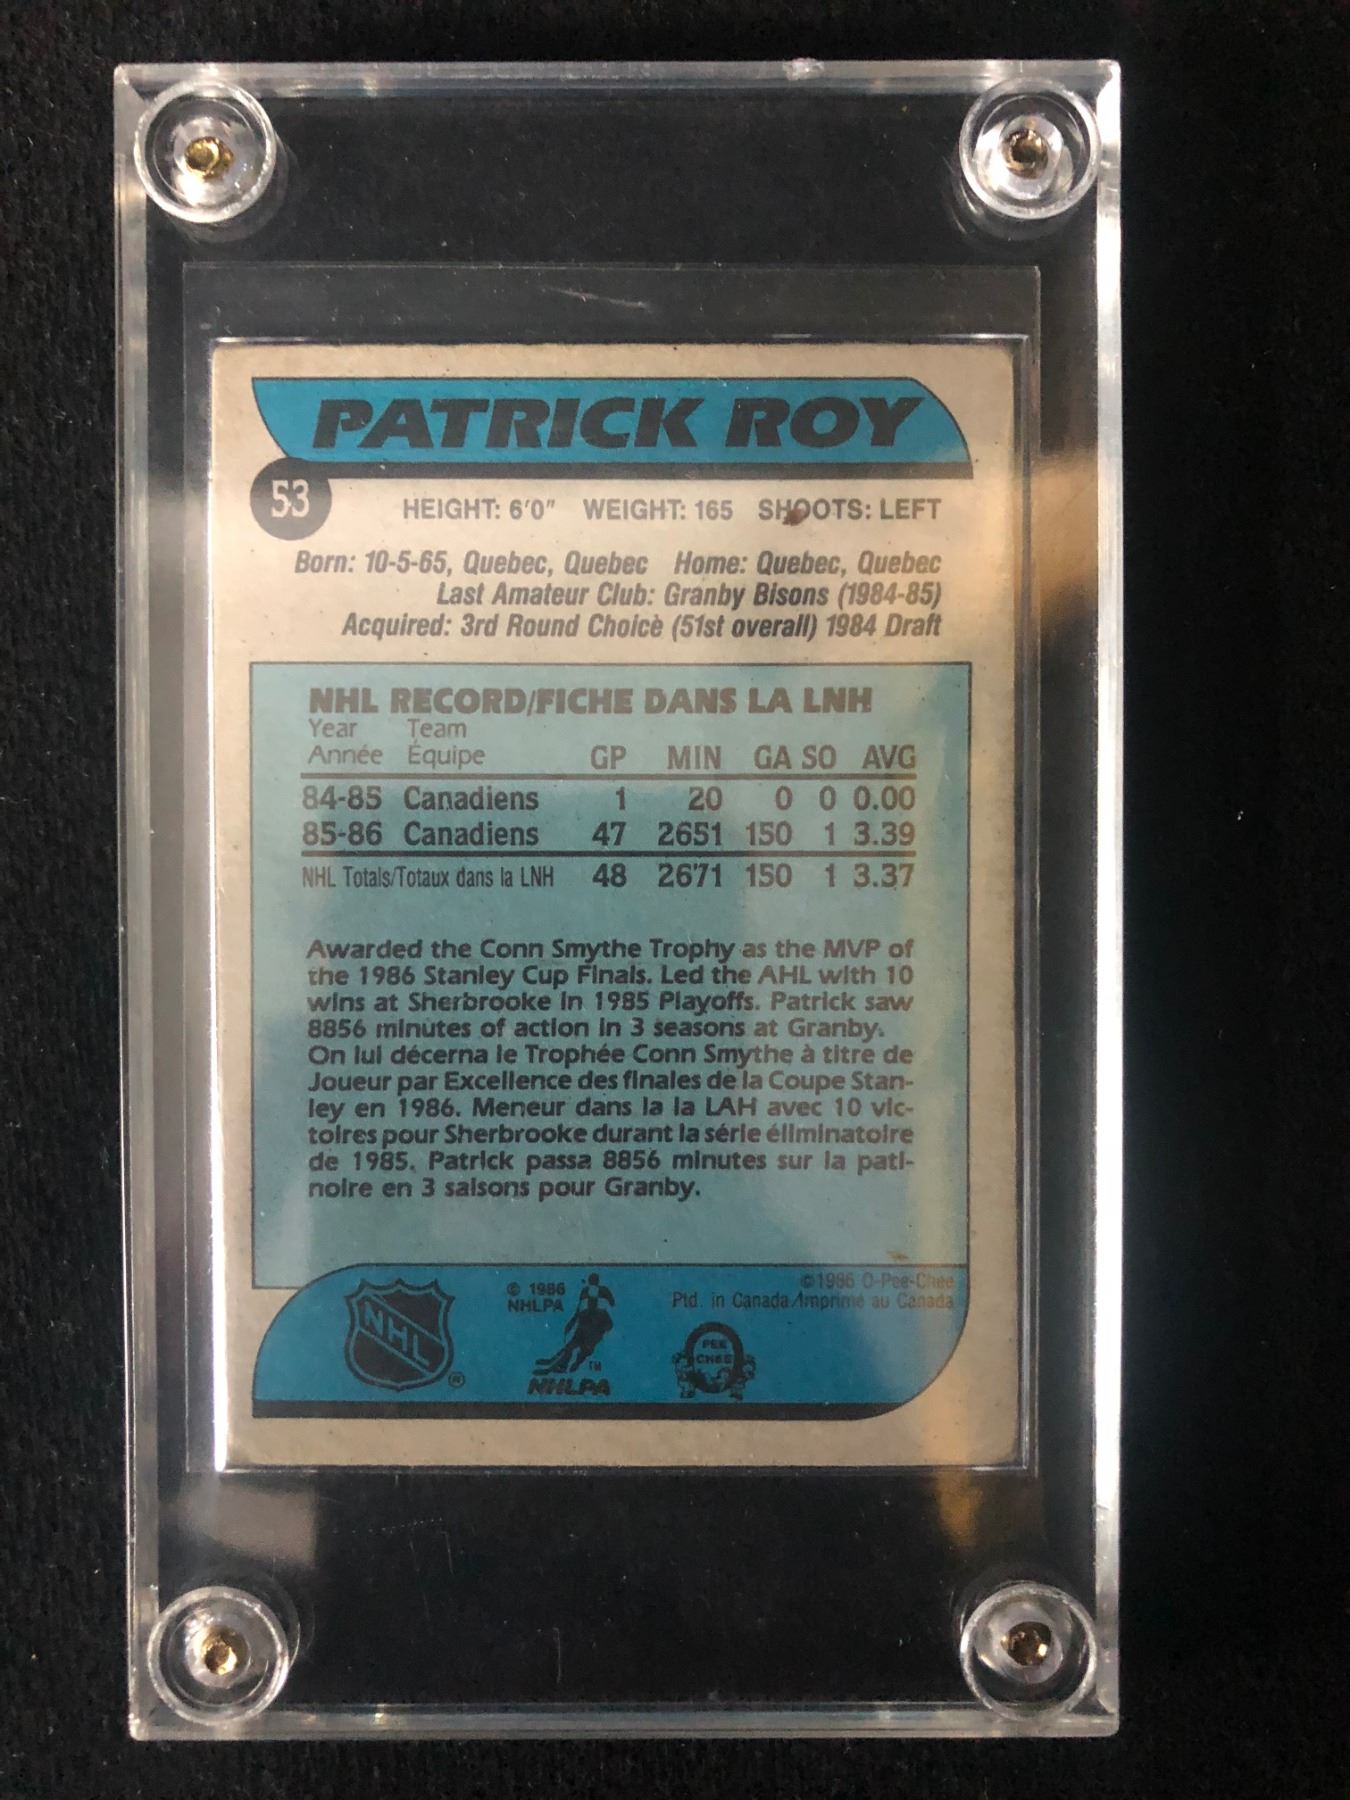 PATRICK ROY
53
HEIGHT: 6'0" WEIGHT: 165 SHOOTS: LEFT
Born: 10-5-65, Quebec, Quebec Home: Quebec, Quebec
Last Amateur Club: Granby Bisons (1984-85)
Acquired: 3rd Round Choice (51st overall) 1984 Draft
NHL RECORD/FICHE DANS LA LNH
Year Team
Année Équipe GP MIN GA SO AVG
84-85 Canadiens 1 20 0 0 0.00
85-86 Canadiens 47 2651 150 1 3.39
NHL Totals/Totaux dans la LNH 48 2671 150 1 3.37
Awarded the Conn Smythe Trophy as the MVP of
the 1986 Stanley Cup Finals. Led the AHL with 10
wins at Sherbrooke in 1985 Playoffs. Patrick saw
8856 minutes of action in 3 seasons at Granby.
On lui décerna le Trophée Conn Smythe à titre de
Joueur par Excellence des finales de la Coupe Stan-
ley en 1986. Meneur dans la la LAH avec 10 vic-
toires pour Sherbrooke durant la série éliminatoire
de 1985. Patrick passa 8856 minutes sur la pati-
noire en 3 saisons pour Granby.
NHL ®
© 1986
NHLPA
TM
NHLPA
© 1986 O-Pee-Chee
Ptd. in Canada/Imprimé au Canada
PEE
CHEE